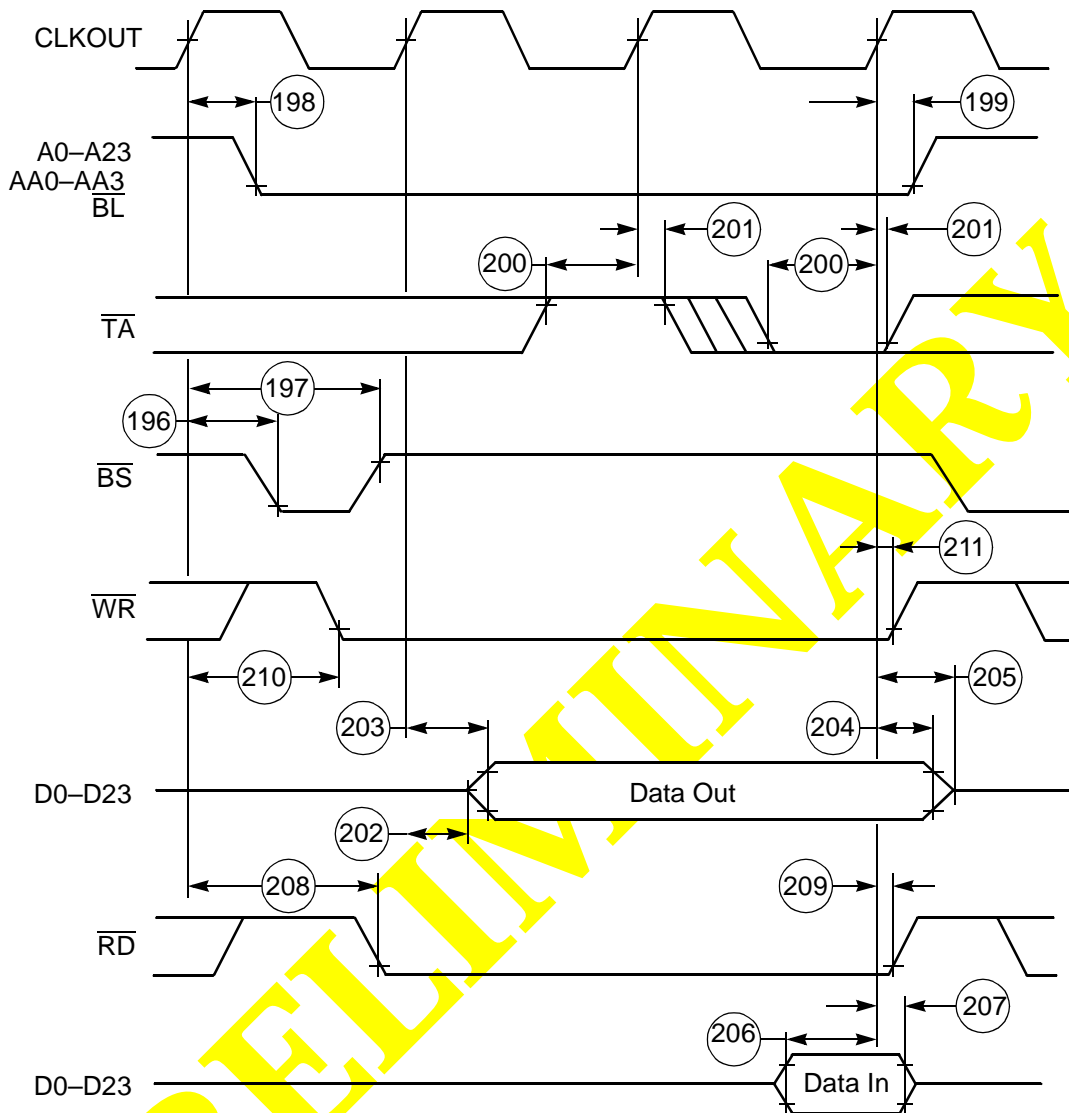 CLKOUT
198
199
A0–A23
AA0–AA3
BL
200
201
200
201
TA
197
196
BS
211
WR
210
205
203
204
D0–D23
Data Out
202
208
209
RD
206
207
D0–D23
Data In
RELIMINARY